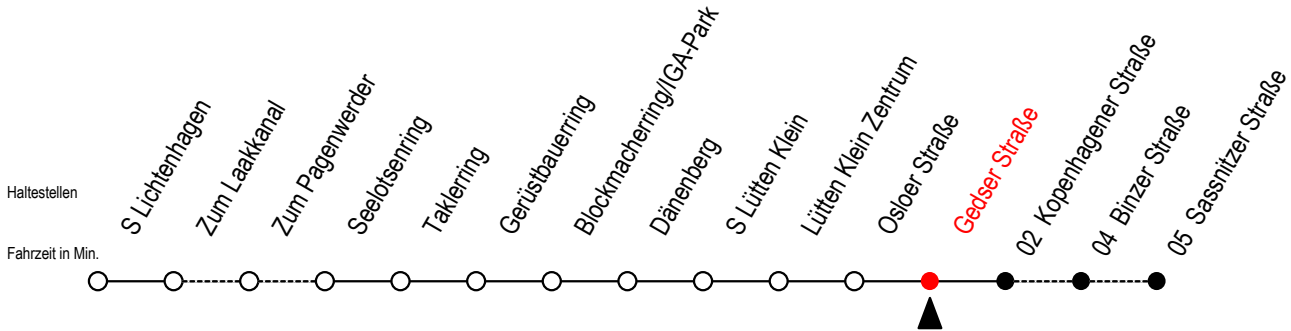 S Lichtenhagen
Zum Laakkanal
Zum Pagenwerder
Seelotsenring
Taklerring
Gerüstbauerring
Blockmacherring/IGA-Park
Dänenberg
S Lütten Klein
Lütten Klein Zentrum
Osloer Straße
Gedser Straße
02 Kopenhagener Straße
04 Binzer Straße
05 Sassnitzer Straße
Haltestellen
Fahrzeit in Min.